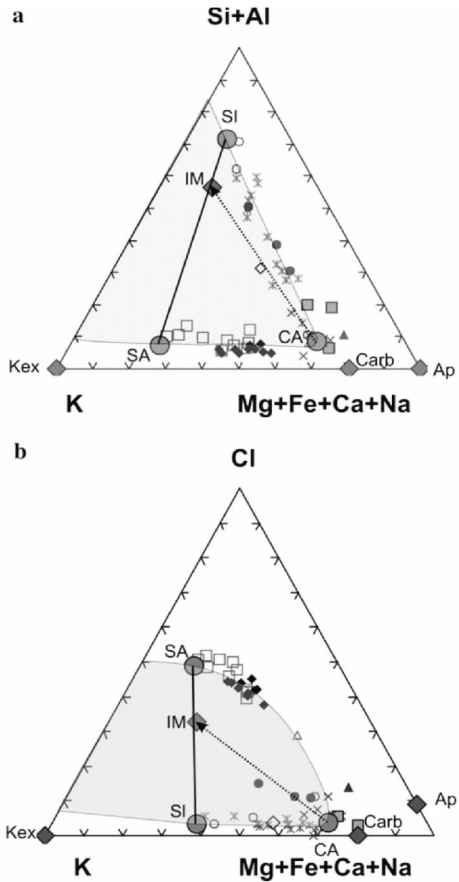 a
Si+Al
SI
IM
SA
CA
Kex
Carb
Ap
K
Mg+Fe+Ca+Na
b
Cl
SA
IM
SI
Ap
Kex
Carb
CA
K
Mg+Fe+Ca+Na